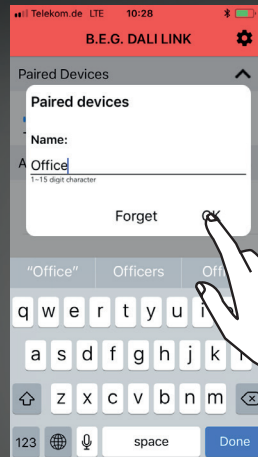 Telekom.de LTE 10:28
B.E.G. DALI LINK
Paired Devices
Paired devices
Name:
Office
1-15 digit character
Forget OK
"Office" Officers
q w e r t y u i
a s d f g h j k l
z x c v b n m
123 space Done